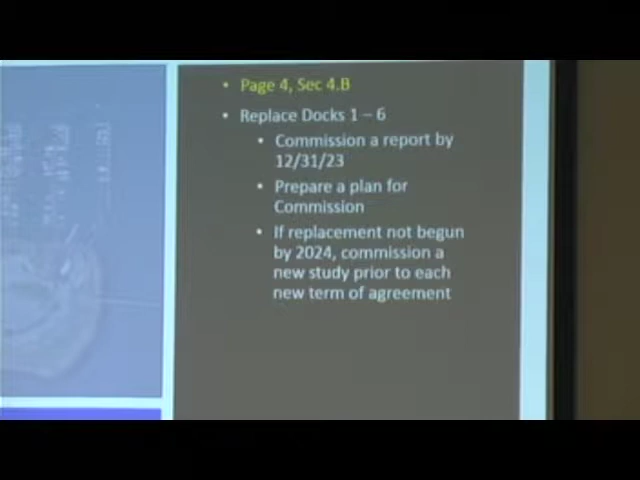 • Page 4, Sec 4.B
• Replace Docks 1 – 6
• Commission a report by
12/31/23
• Prepare a plan for
Commission
• If replacement not begun
by 2024, commission a
new study prior to each
new term of agreement